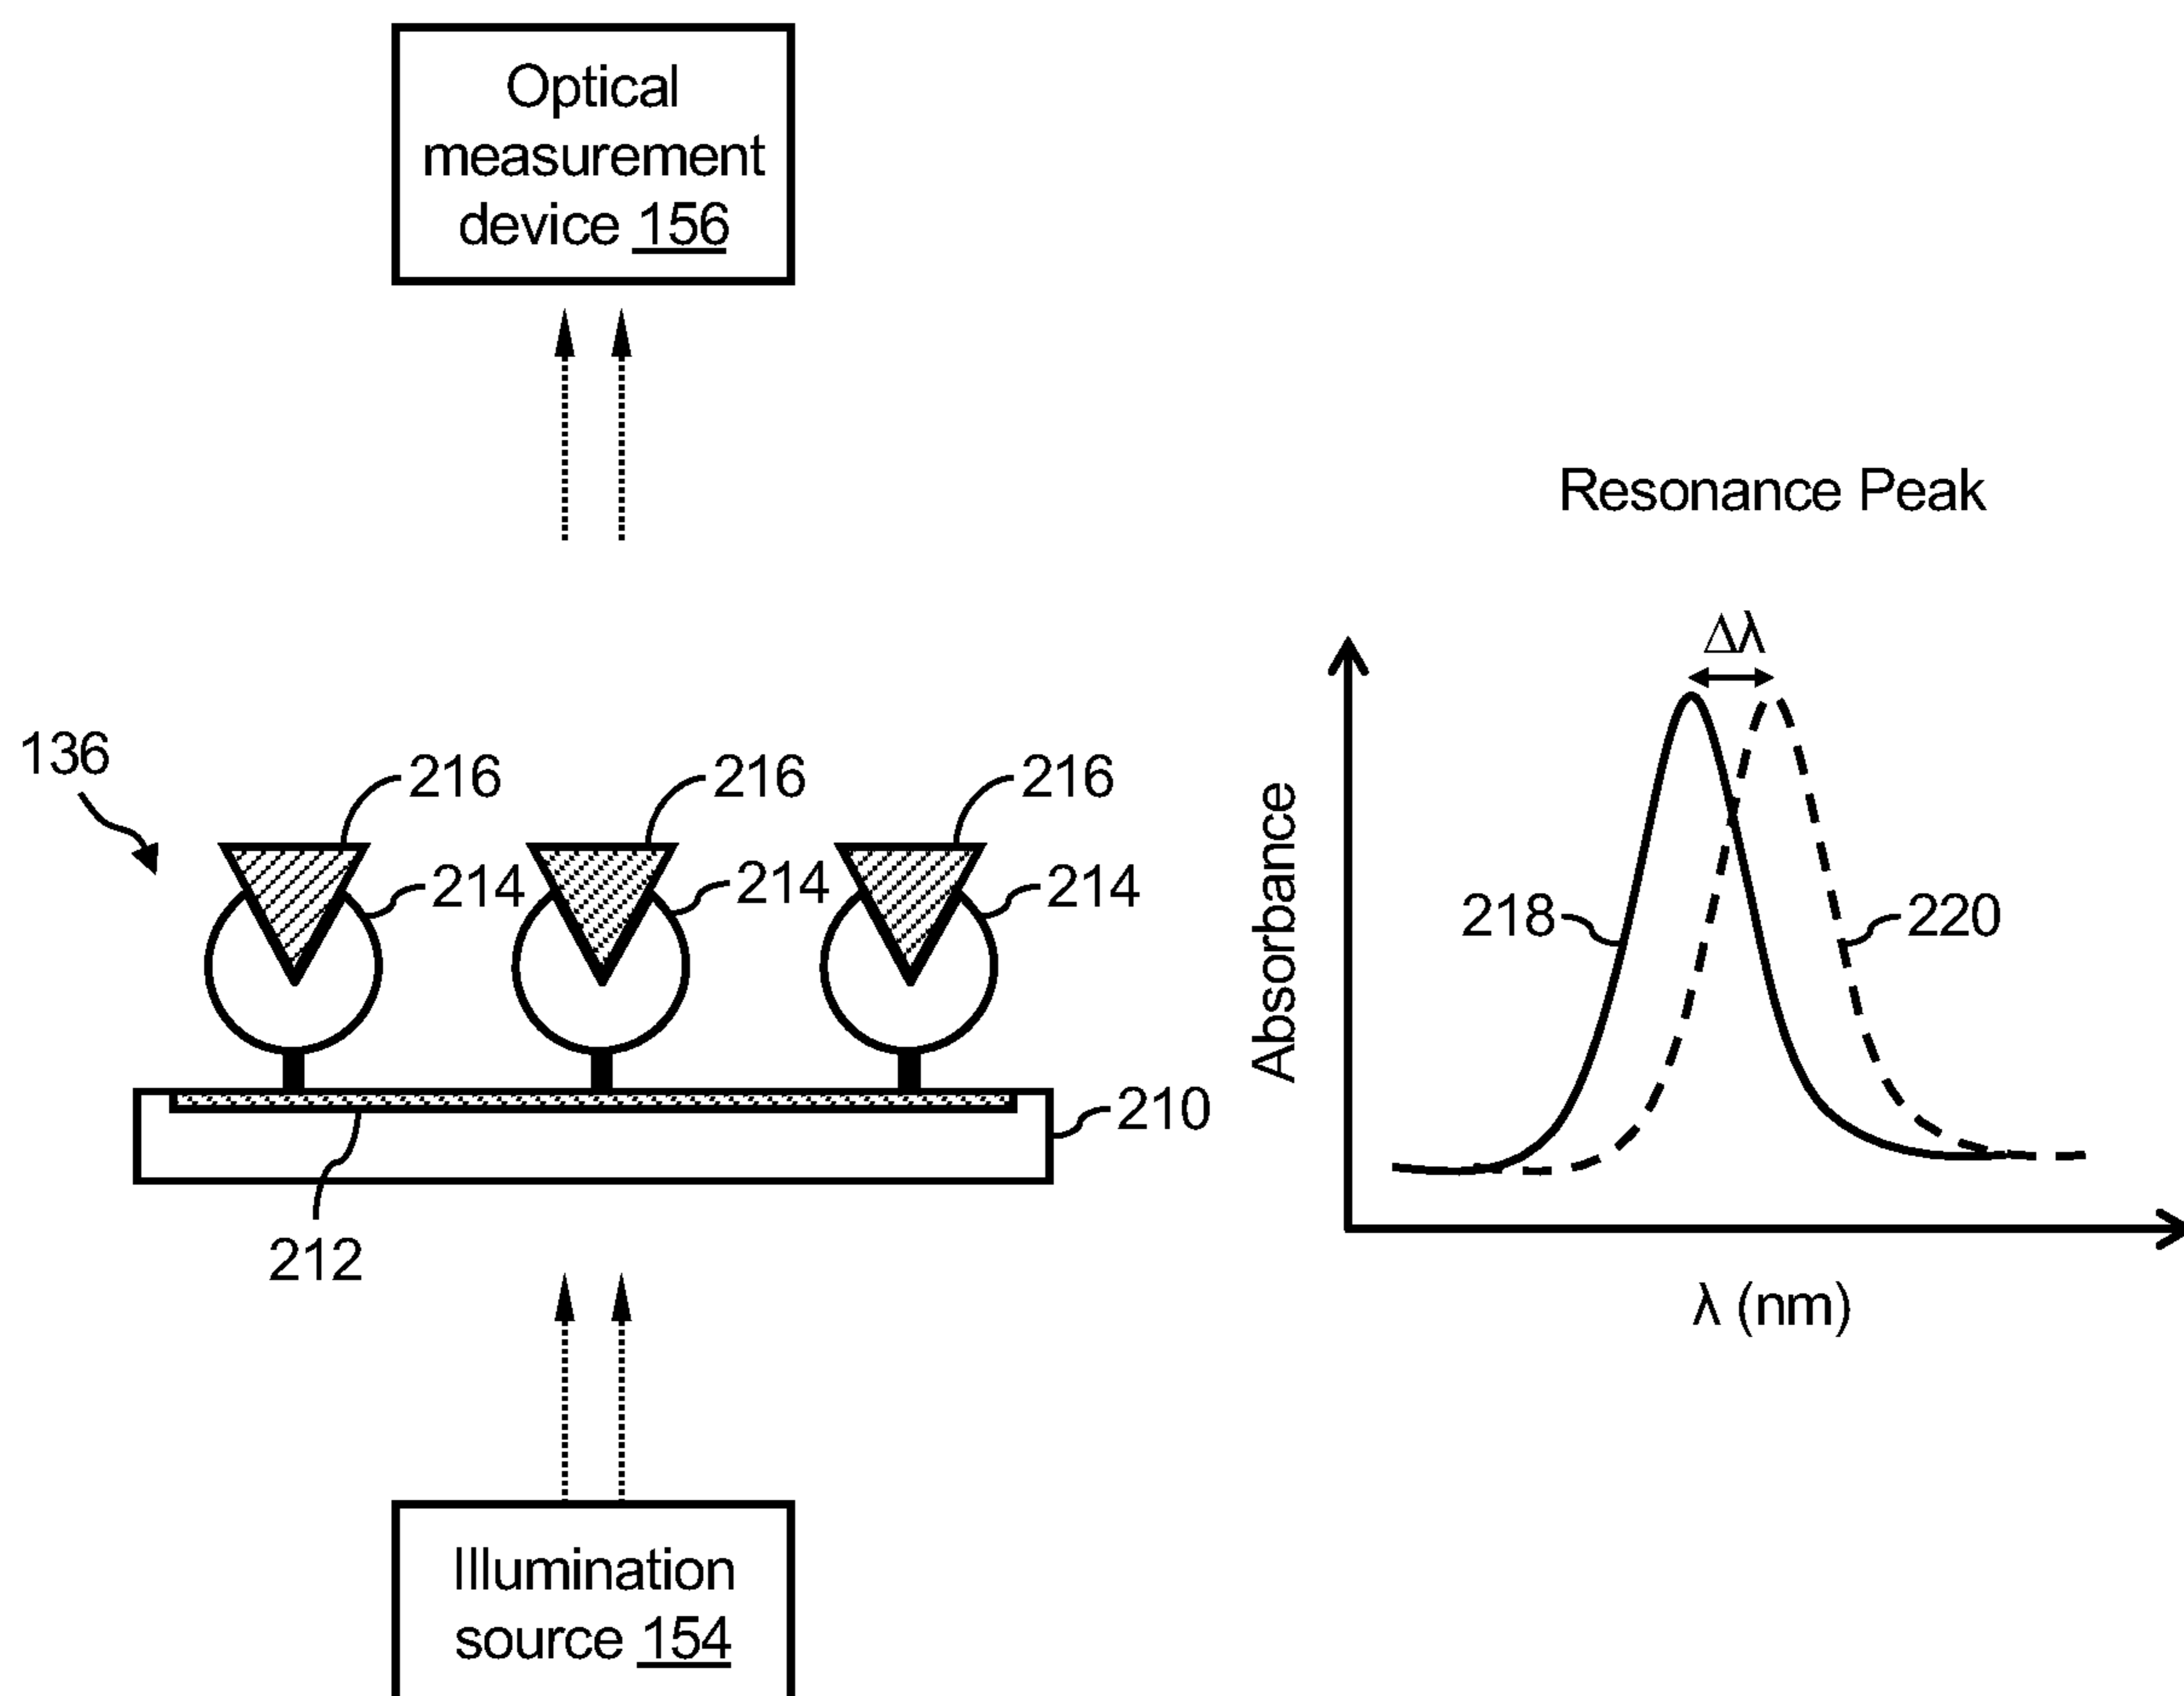 Optical
measurement
device 156
Resonance Peak
Δλ
136
216
216
216
214
214
214
Absorbance
218
220
210
212
λ (nm)
Illumination
source 154